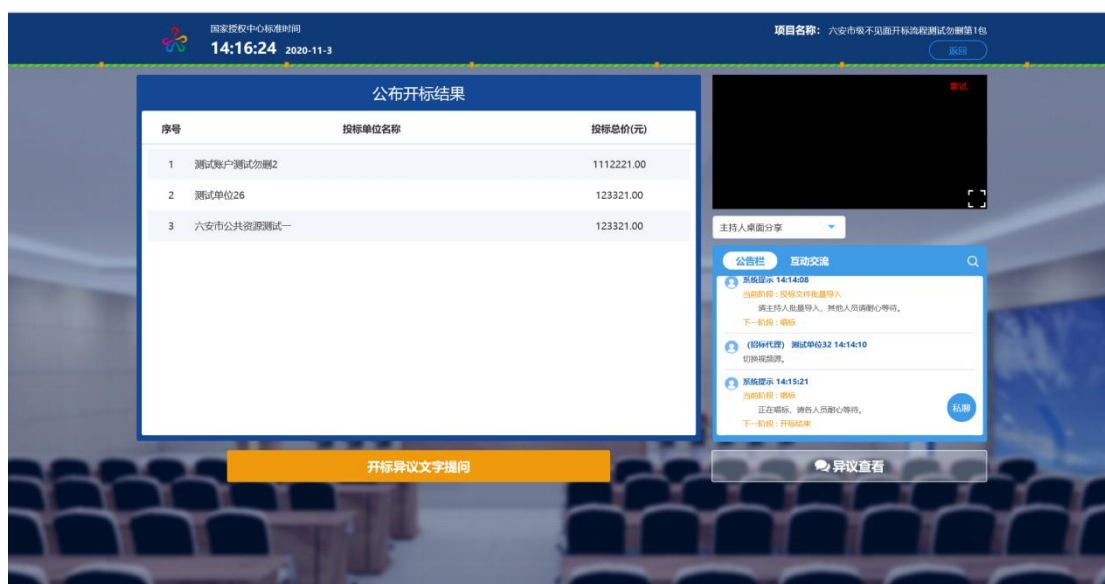 国家授权中心标准时间
14:16:24 2020-11-3
项目名称：六安市级不见面开标流程测试勿删第1包
返回
公布开标结果
序号 投标单位名称 投标总价(元)
1 测试账户测试勿删2 1112221.00
2 测试单位26 123321.00
3 六安市公共资源测试一 123321.00
重试
主持人桌面分享
公告栏 互动交流
系统提示 14:14:08
当前阶段：投标文件批量导入
请主持人批量导入，其他人员请耐心等待。
下一阶段：唱标
(招标代理) 测试单位32 14:14:10
切换视频源。
系统提示 14:15:21
当前阶段：唱标
正在唱标，请各人员耐心等待。
下一阶段：开标结束
私聊
开标异议文字提问
异议查看